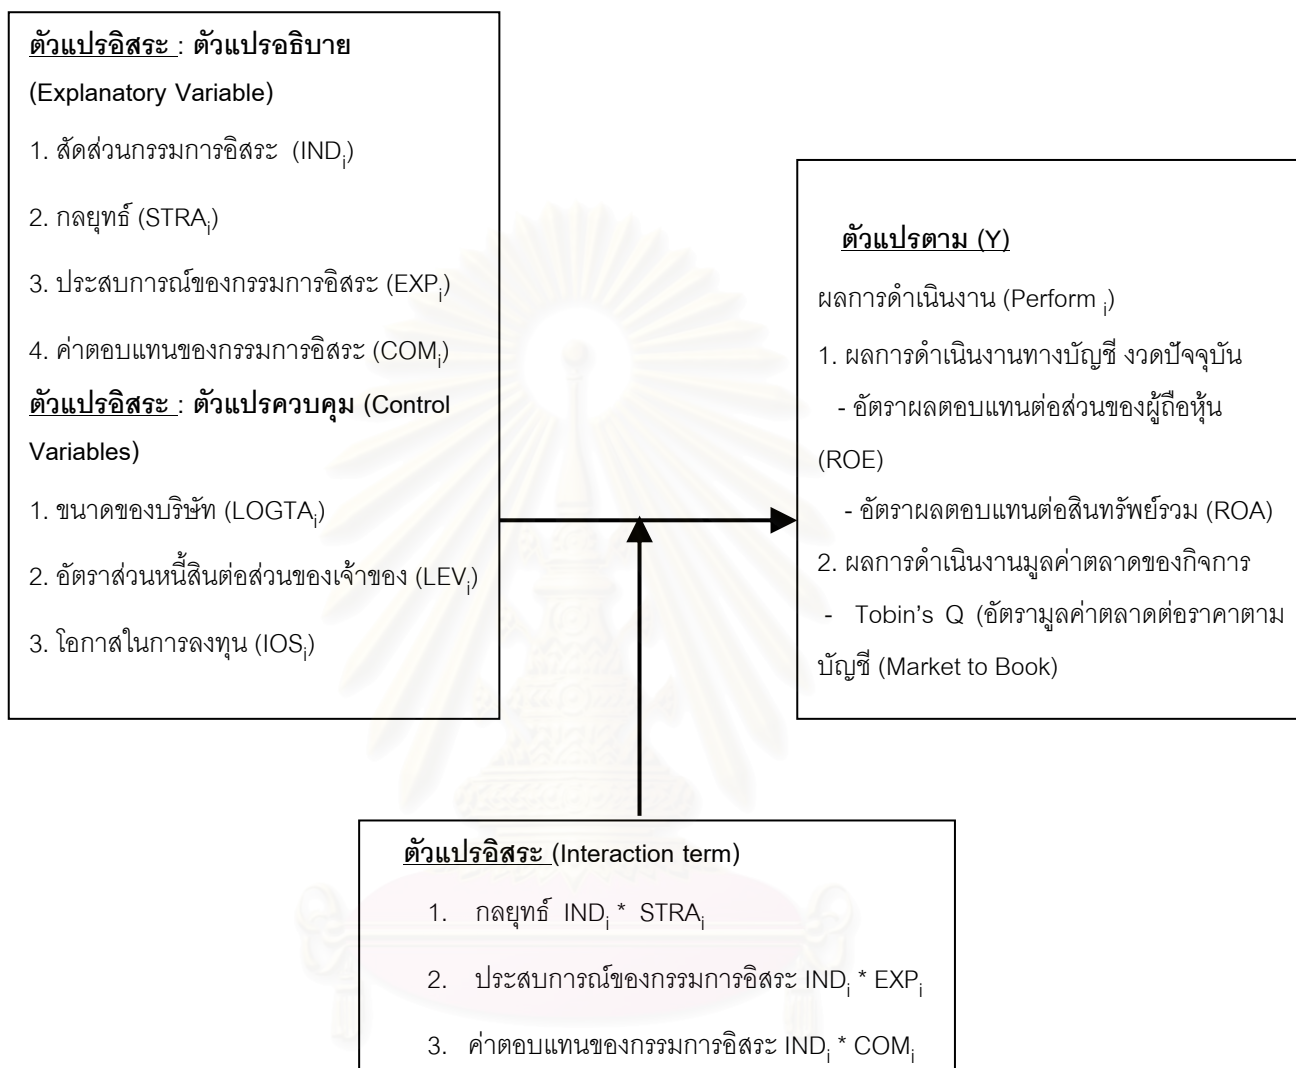 ตัวแปรอิสระ : ตัวแปรอธิบาย
(Explanatory Variable)
1. สัดส่วนกรรมการอิสระ (INDi)
2. กลยุทธ์ (STRAi)
3. ประสบการณ์ของกรรมการอิสระ (EXPi)
4. ค่าตอบแทนของกรรมการอิสระ (COMi)
ตัวแปรอิสระ : ตัวแปรควบคุม (Control
Variables)
1. ขนาดของบริษัท (LOGTAi)
2. อัตราส่วนหนี้สินต่อส่วนของเจ้าของ (LEVi)
3. โอกาสในการลงทุน (IOSi)
ตัวแปรตาม (Y)
ผลการดำเนินงาน (Perform i)
1. ผลการดำเนินงานทางบัญชี งวดปัจจุบัน
- อัตราผลตอบแทนต่อส่วนของผู้ถือหุ้น
(ROE)
- อัตราผลตอบแทนต่อสินทรัพย์รวม (ROA)
2. ผลการดำเนินงานมูลค่าตลาดของกิจการ
- Tobin's Q (อัตรามูลค่าตลาดต่อราคาตาม
บัญชี (Market to Book)
ตัวแปรอิสระ (Interaction term)
1. กลยุทธ์ INDi * STRAi
2. ประสบการณ์ของกรรมการอิสระ INDi * EXPi
3. ค่าตอบแทนของกรรมการอิสระ INDi * COMi